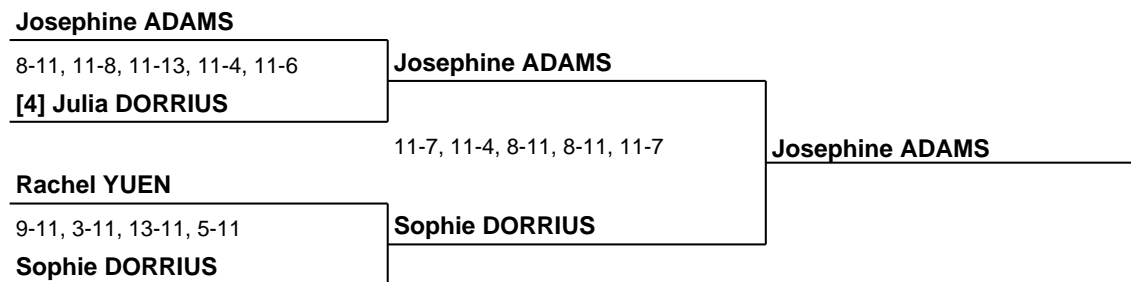 Josephine ADAMS
8-11, 11-8, 11-13, 11-4, 11-6
Josephine ADAMS
[4] Julia DORRIUS
11-7, 11-4, 8-11, 8-11, 11-7
Josephine ADAMS
Rachel YUEN
9-11, 3-11, 13-11, 5-11
Sophie DORRIUS
Sophie DORRIUS